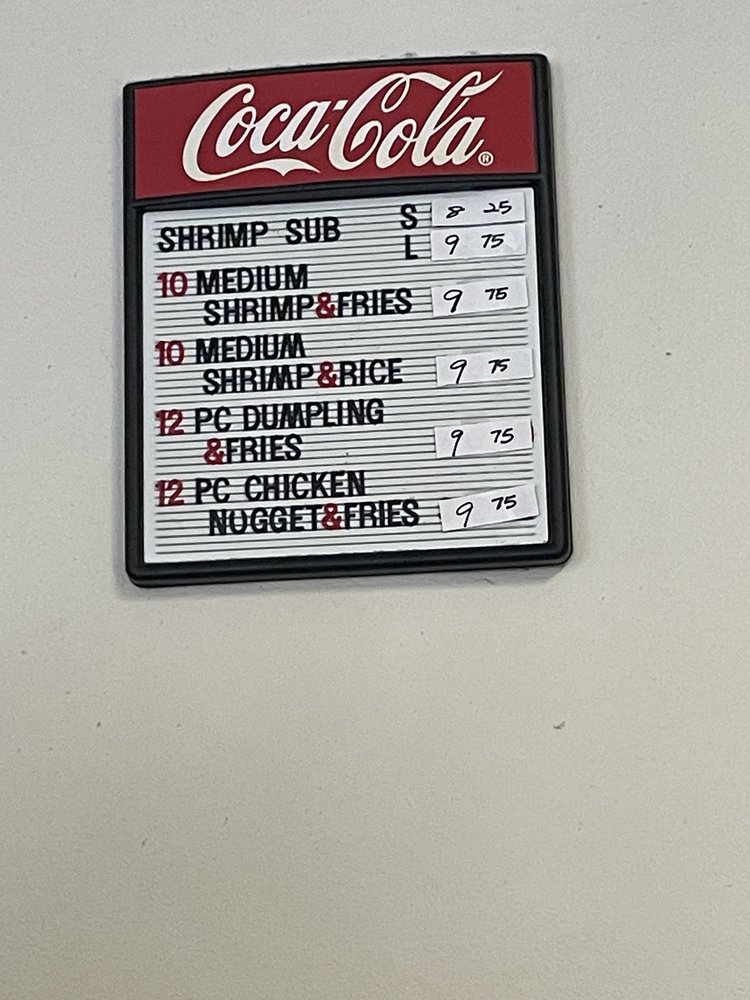 Coca-Cola®
SHRIMP SUB S 8 25
L 9 75
10 MEDIUM
SHRIMP&FRIES 9 75
10 MEDIUM
SHRIMP&RICE 9 75
12 PC DUMPLING
&FRIES 9 75
12 PC CHICKEN
NUGGET&FRIES 9 75